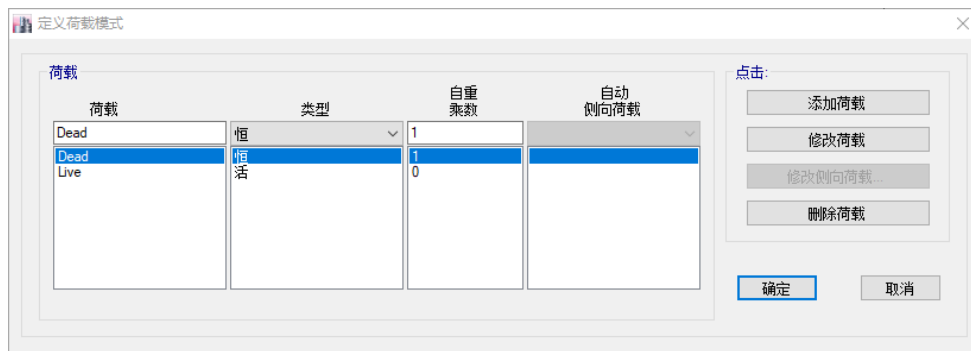 定义荷载模式
荷载
荷载
类型
自重
乘数
自动
侧向荷载
Dead
恒
1
Dead
恒
1
Live
活
0
点击:
添加荷载
修改荷载
修改侧向荷载...
删除荷载
确定
取消